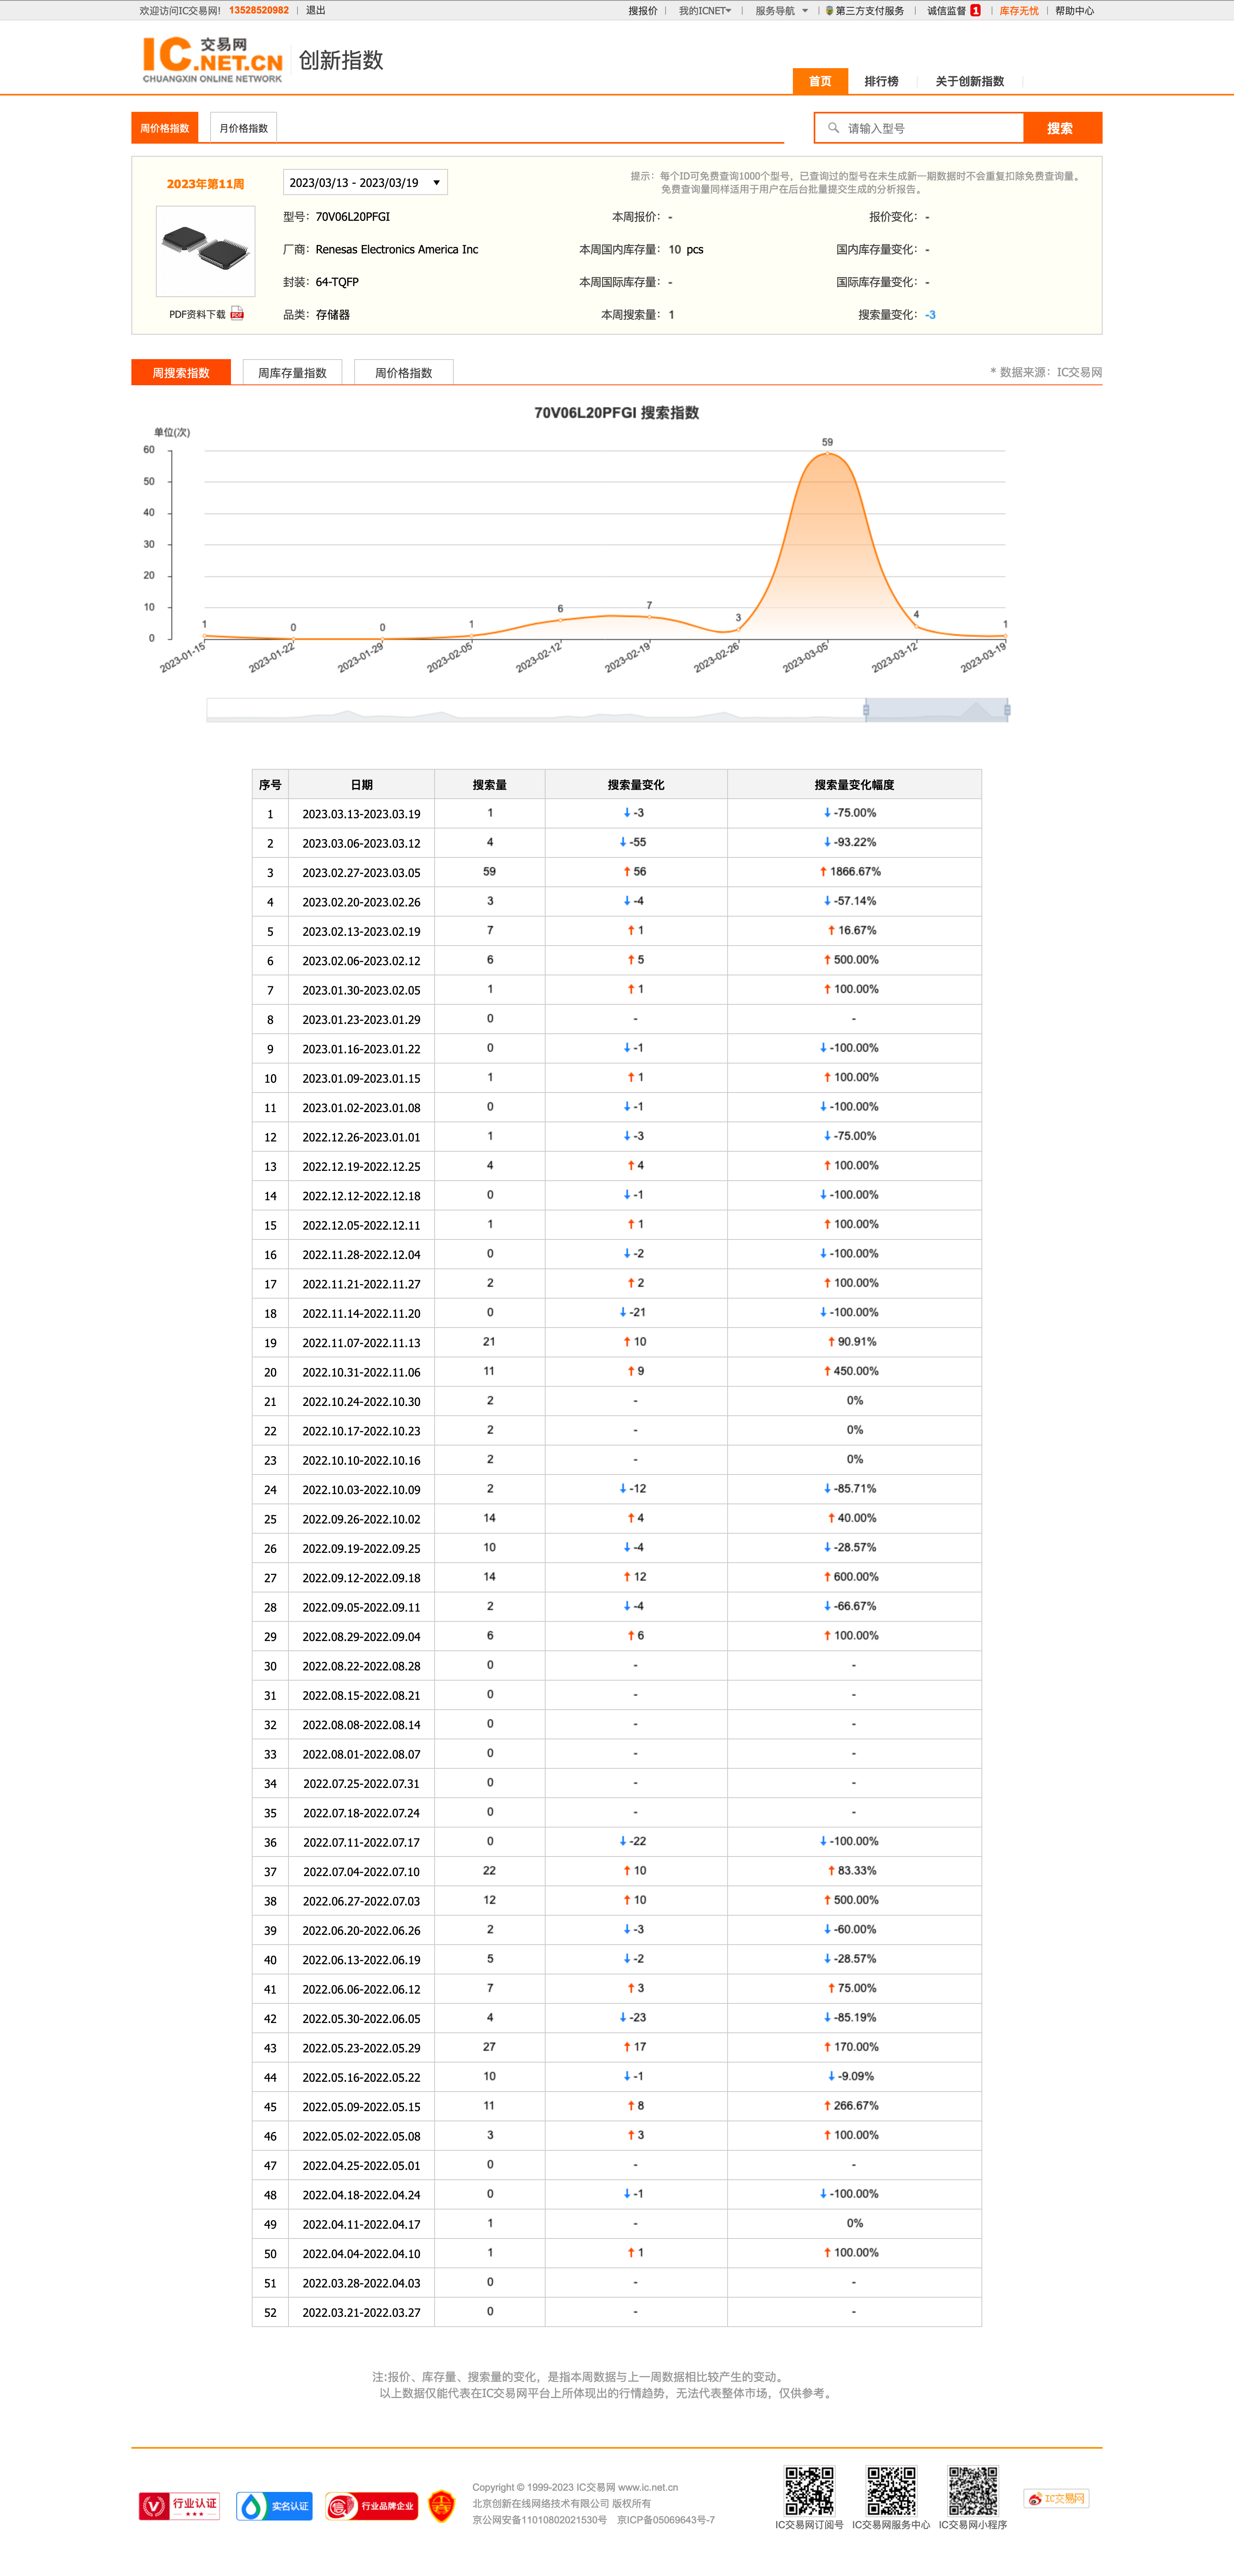 欢迎访问IC交易网! 13528520982 | 退出 搜报价 | 我的ICNET | 服务导航 | 第三方支付服务 | 诚信监督 1 | 库存无忧 | 帮助中心
IC 交易网 .NET.CN CHUANGXIN ONLINE NETWORK 创新指数
首页 排行榜 关于创新指数
周价格指数 月价格指数 请输入型号 搜索
2023年第11周 2023/03/13 - 2023/03/19 提示：每个ID可免费查询1000个型号，已查询过的型号在未生成新一期数据时不会重复扣除免费查询量。
免费查询量同样适用于用户在后台批量提交生成的分析报告。
型号：70V06L20PFGI 本周报价：- 报价变化：-
厂商：Renesas Electronics America Inc 本周国内库存量：10 pcs 国内库存量变化：-
封装：64-TQFP 本周国际库存量：- 国际库存量变化：-
PDF资料下载 PDF 品类：存储器 本周搜索量：1 搜索量变化：-3
周搜索指数 周库存量指数 周价格指数 * 数据来源：IC交易网
70V06L20PFGI 搜索指数
单位(次)
60
50
40
30
20
10
0
1 0 0 1 6 7 3 59 4 1
2023-01-15 2023-01-22 2023-01-29 2023-02-05 2023-02-12 2023-02-19 2023-02-26 2023-03-05 2023-03-12 2023-03-19
序号 日期 搜索量 搜索量变化 搜索量变化幅度
1 2023.03.13-2023.03.19 1 ↓-3 ↓-75.00%
2 2023.03.06-2023.03.12 4 ↓-55 ↓-93.22%
3 2023.02.27-2023.03.05 59 ↑56 ↑1866.67%
4 2023.02.20-2023.02.26 3 ↓-4 ↓-57.14%
5 2023.02.13-2023.02.19 7 ↑1 ↑16.67%
6 2023.02.06-2023.02.12 6 ↑5 ↑500.00%
7 2023.01.30-2023.02.05 1 ↑1 ↑100.00%
8 2023.01.23-2023.01.29 0 - -
9 2023.01.16-2023.01.22 0 ↓-1 ↓-100.00%
10 2023.01.09-2023.01.15 1 ↑1 ↑100.00%
11 2023.01.02-2023.01.08 0 ↓-1 ↓-100.00%
12 2022.12.26-2023.01.01 1 ↓-3 ↓-75.00%
13 2022.12.19-2022.12.25 4 ↑4 ↑100.00%
14 2022.12.12-2022.12.18 0 ↓-1 ↓-100.00%
15 2022.12.05-2022.12.11 1 ↑1 ↑100.00%
16 2022.11.28-2022.12.04 0 ↓-2 ↓-100.00%
17 2022.11.21-2022.11.27 2 ↑2 ↑100.00%
18 2022.11.14-2022.11.20 0 ↓-21 ↓-100.00%
19 2022.11.07-2022.11.13 21 ↑10 ↑90.91%
20 2022.10.31-2022.11.06 11 ↑9 ↑450.00%
21 2022.10.24-2022.10.30 2 - 0%
22 2022.10.17-2022.10.23 2 - 0%
23 2022.10.10-2022.10.16 2 - 0%
24 2022.10.03-2022.10.09 2 ↓-12 ↓-85.71%
25 2022.09.26-2022.10.02 14 ↑4 ↑40.00%
26 2022.09.19-2022.09.25 10 ↓-4 ↓-28.57%
27 2022.09.12-2022.09.18 14 ↑12 ↑600.00%
28 2022.09.05-2022.09.11 2 ↓-4 ↓-66.67%
29 2022.08.29-2022.09.04 6 ↑6 ↑100.00%
30 2022.08.22-2022.08.28 0 - -
31 2022.08.15-2022.08.21 0 - -
32 2022.08.08-2022.08.14 0 - -
33 2022.08.01-2022.08.07 0 - -
34 2022.07.25-2022.07.31 0 - -
35 2022.07.18-2022.07.24 0 - -
36 2022.07.11-2022.07.17 0 ↓-22 ↓-100.00%
37 2022.07.04-2022.07.10 22 ↑10 ↑83.33%
38 2022.06.27-2022.07.03 12 ↑10 ↑500.00%
39 2022.06.20-2022.06.26 2 ↓-3 ↓-60.00%
40 2022.06.13-2022.06.19 5 ↓-2 ↓-28.57%
41 2022.06.06-2022.06.12 7 ↑3 ↑75.00%
42 2022.05.30-2022.06.05 4 ↓-23 ↓-85.19%
43 2022.05.23-2022.05.29 27 ↑17 ↑170.00%
44 2022.05.16-2022.05.22 10 ↓-1 ↓-9.09%
45 2022.05.09-2022.05.15 11 ↑8 ↑266.67%
46 2022.05.02-2022.05.08 3 ↑3 ↑100.00%
47 2022.04.25-2022.05.01 0 - -
48 2022.04.18-2022.04.24 0 ↓-1 ↓-100.00%
49 2022.04.11-2022.04.17 1 - 0%
50 2022.04.04-2022.04.10 1 ↑1 ↑100.00%
51 2022.03.28-2022.04.03 0 - -
52 2022.03.21-2022.03.27 0 - -
注:报价、库存量、搜索量的变化，是指本周数据与上一周数据相比较产生的变动。
以上数据仅能代表在IC交易网平台上所体现出的行情趋势，无法代表整体市场，仅供参考。
行业认证 实名认证 行业品牌企业
Copyright © 1999-2023 IC交易网 www.ic.net.cn
北京创新在线网络技术有限公司 版权所有
京公网安备11010802021530号 京ICP备05069643号-7
IC交易网订阅号 IC交易网服务中心 IC交易网小程序 IC交易网